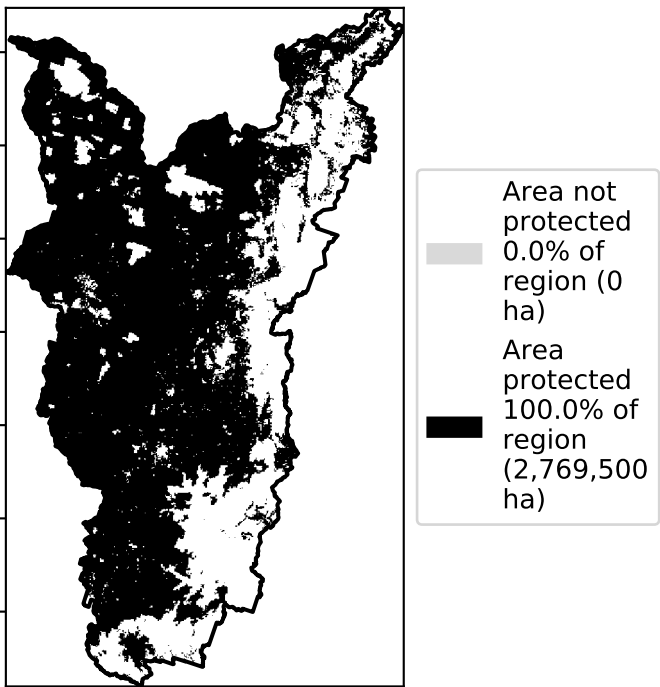 Area not
protected
0.0% of
region (0
ha)
Area
protected
100.0% of
region
(2,769,500
ha)